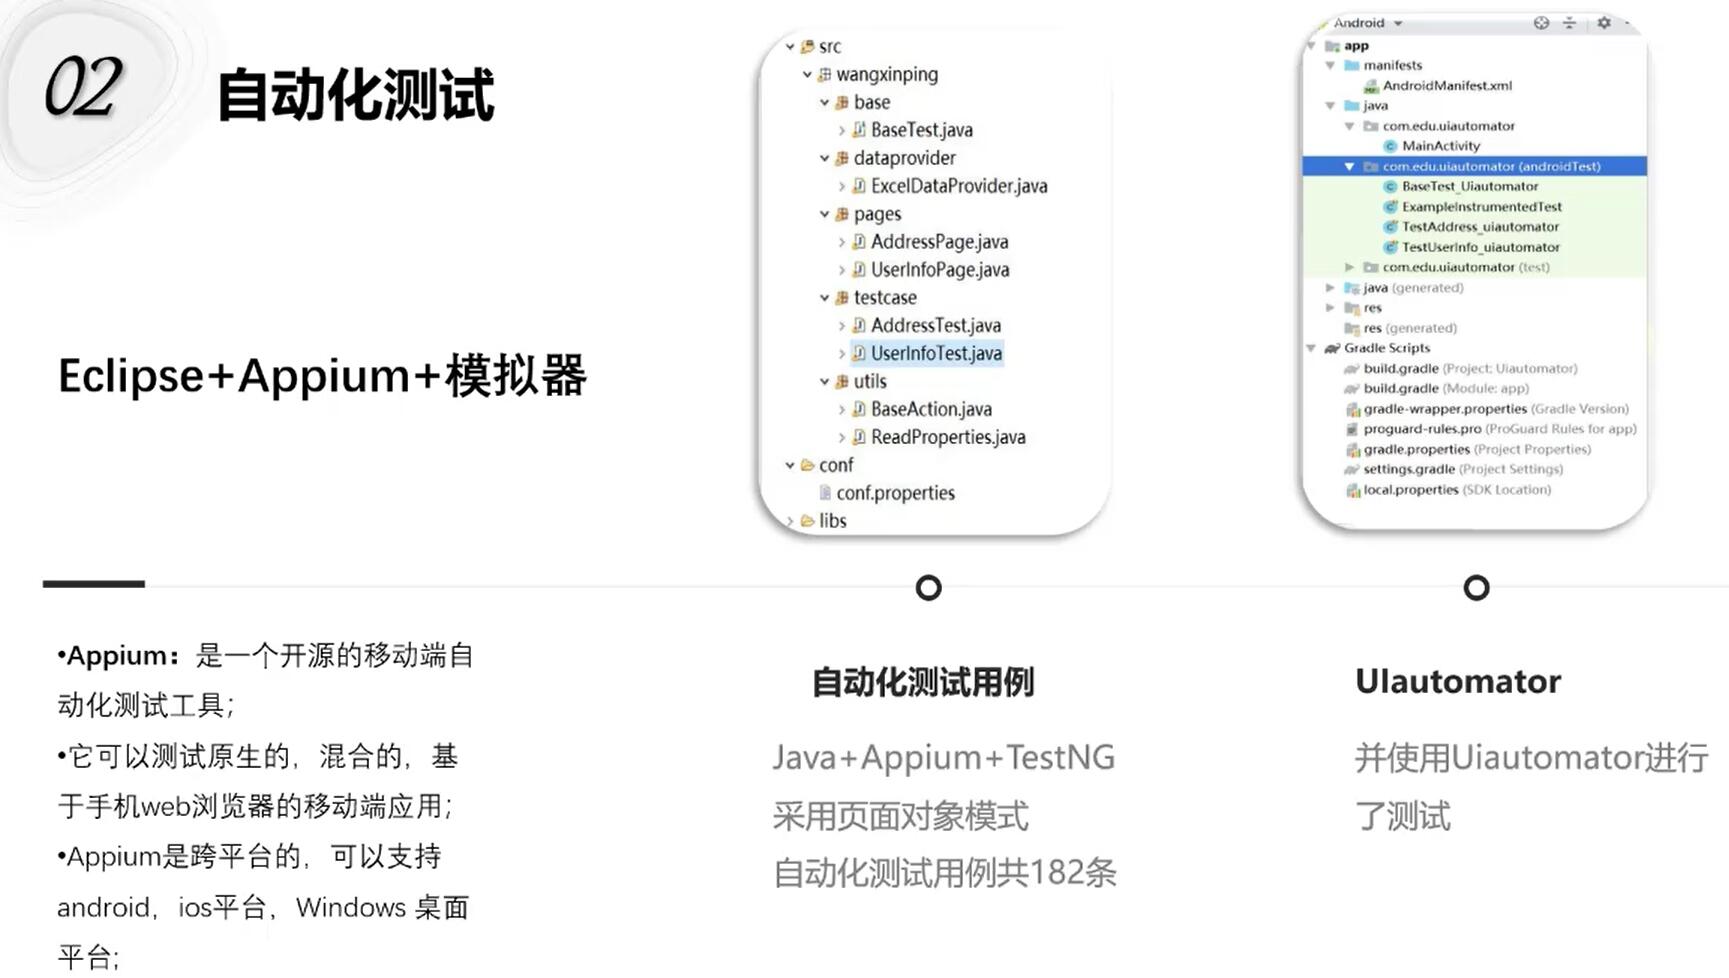 02
自动化测试
Eclipse+Appium+模拟器
src
wangxinping
base
BaseTest.java
dataprovider
ExcelDataProvider.java
pages
AddressPage.java
UserInfoPage.java
testcase
AddressTest.java
UserInfoTest.java
utils
BaseAction.java
ReadProperties.java
conf
conf.properties
libs
Android
app
manifests
AndroidManifest.xml
java
com.edu.uiautomator
MainActivity
com.edu.uiautomator (androidTest)
BaseTest_Uiautomator
ExampleInstrumentedTest
TestAddress_uiautomator
TestUserInfo_uiautomator
com.edu.uiautomator (test)
java (generated)
res
res (generated)
Gradle Scripts
build.gradle (Project: Uiautomator)
build.gradle (Module: app)
gradle-wrapper.properties (Gradle Version)
proguard-rules.pro (ProGuard Rules for app)
gradle.properties (Project Properties)
settings.gradle (Project Settings)
local.properties (SDK Location)
•Appium：是一个开源的移动端自
动化测试工具;
•它可以测试原生的，混合的，基
于手机web浏览器的移动端应用;
•Appium是跨平台的，可以支持
android，ios平台，Windows 桌面
平台;
自动化测试用例
Java+Appium+TestNG
采用页面对象模式
自动化测试用例共182条
UIautomator
并使用Uiautomator进行
了测试